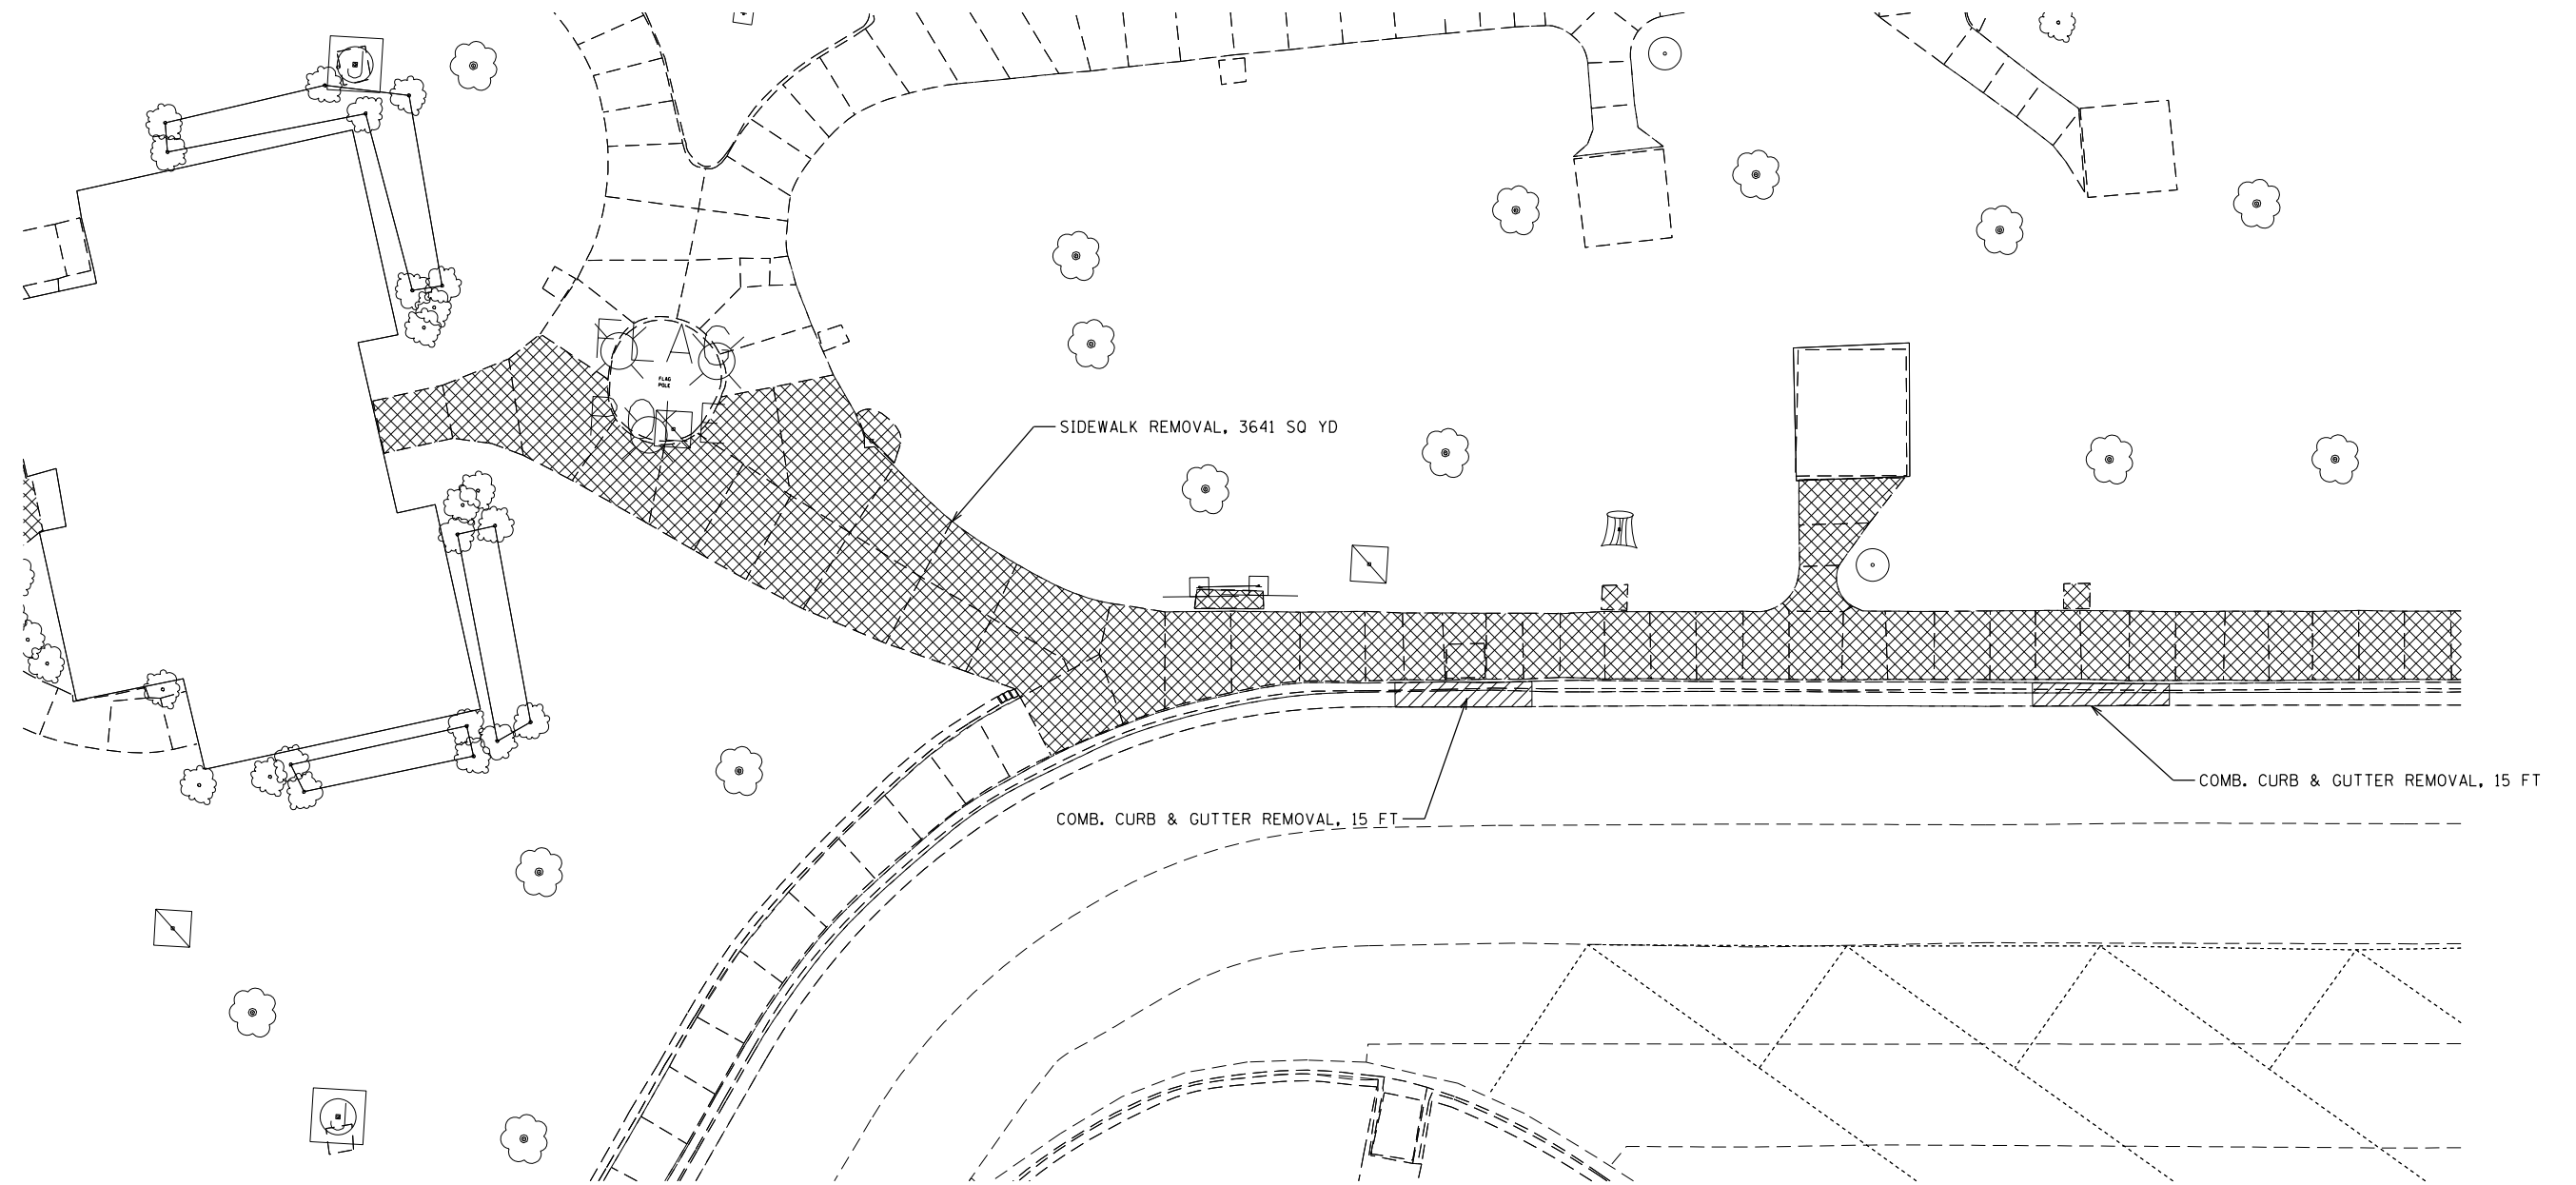 FLAG
POLE
SIDEWALK REMOVAL, 3641 SQ YD
COMB. CURB & GUTTER REMOVAL, 15 FT
COMB. CURB & GUTTER REMOVAL, 15 FT